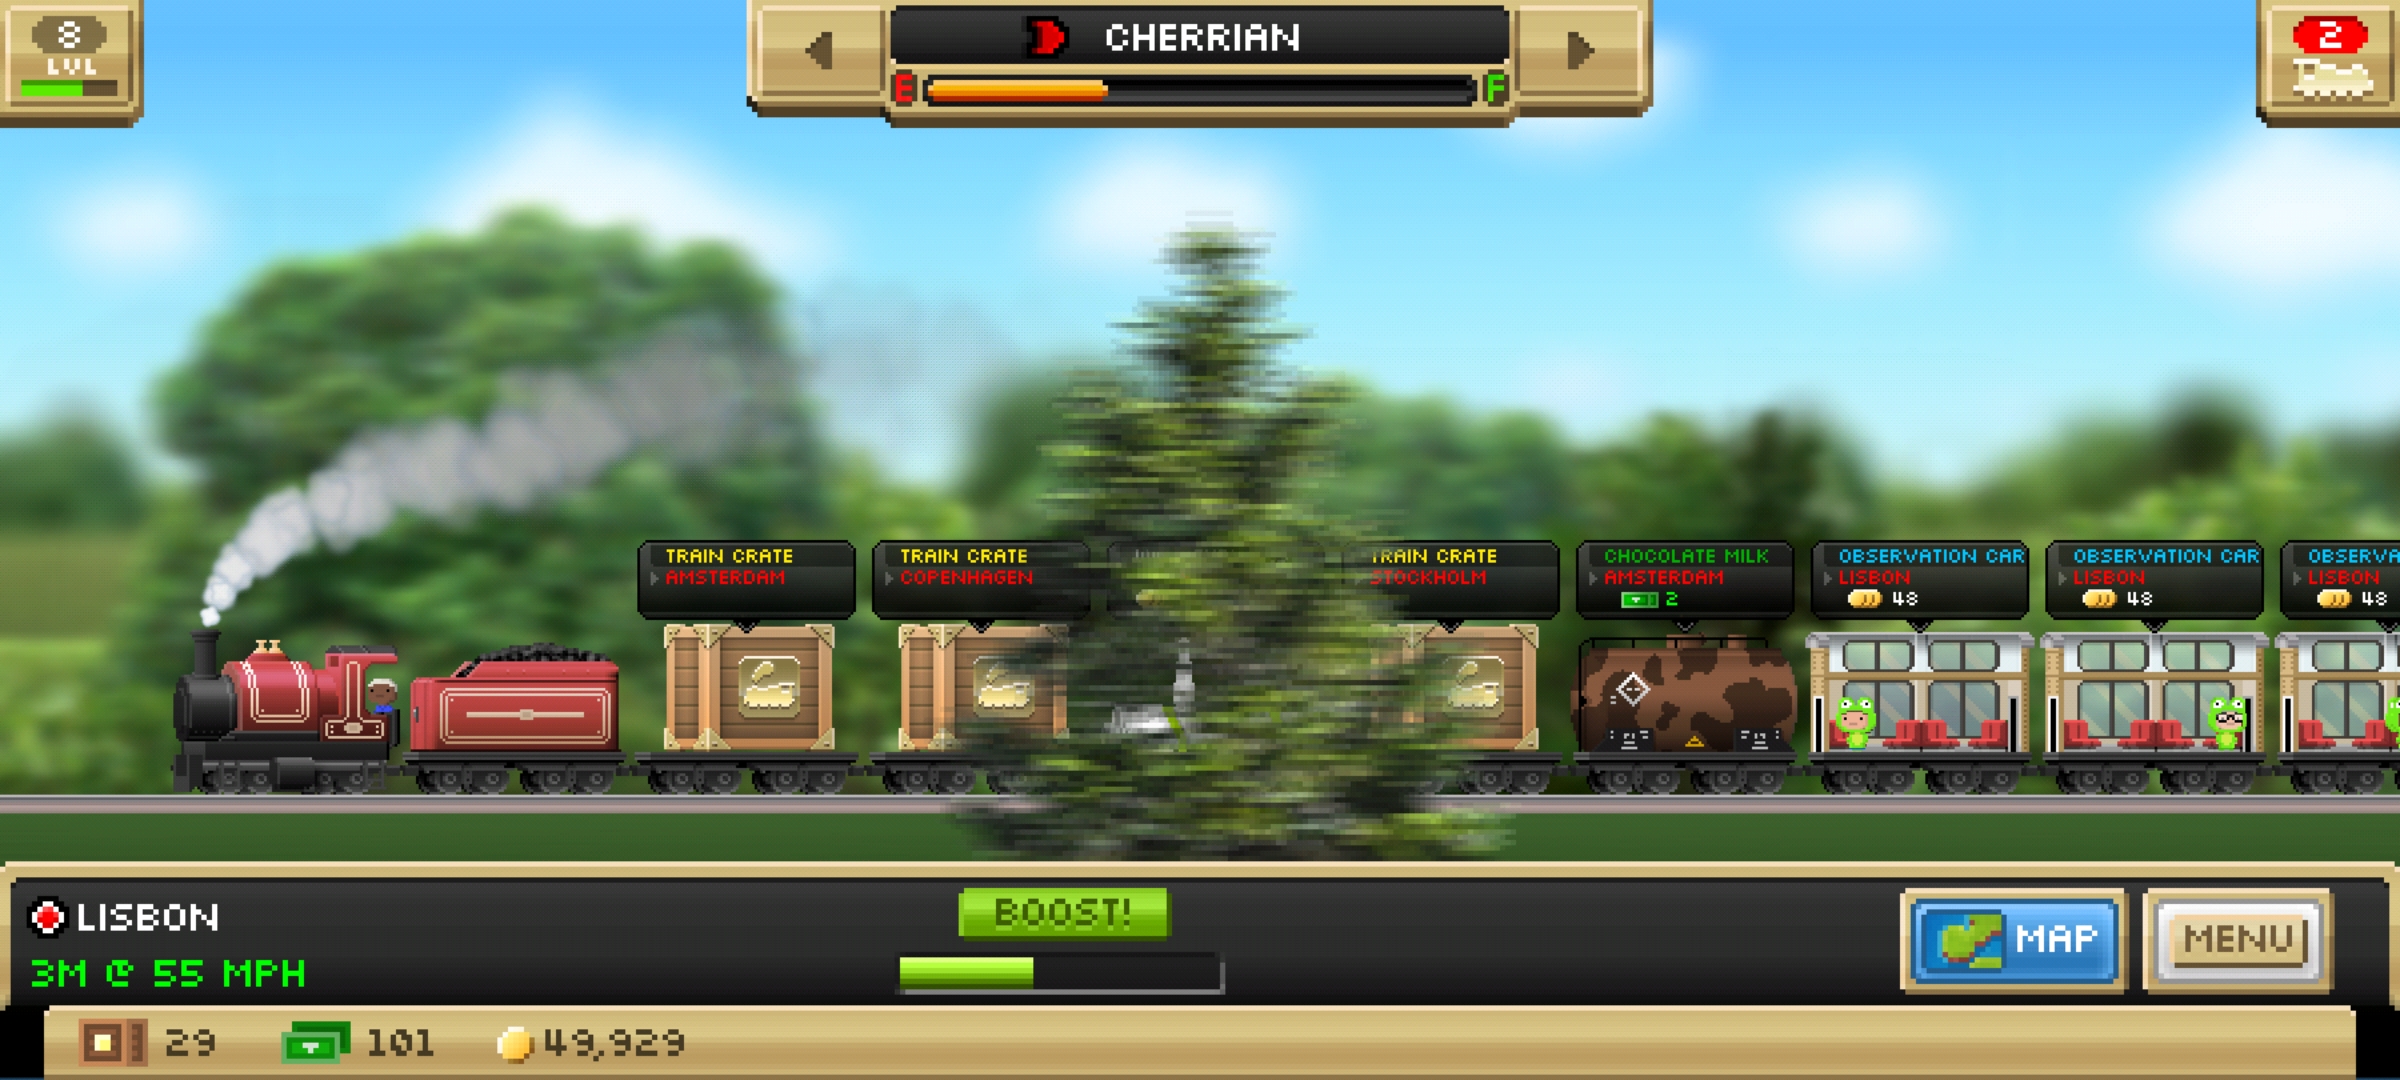 8
LVL
CHERRIAN
E
F
2
TRAIN CRATE
AMSTERDAM
TRAIN CRATE
COPENHAGEN
TRAIN CRATE
STOCKHOLM
CHOCOLATE MILK
AMSTERDAM
2
OBSERVATION CAR
LISBON
48
OBSERVATION CAR
LISBON
48
OBSERVA
LISBON
48
LISBON
3M @ 55 MPH
BOOST!
MAP
MENU
29
101
49,929